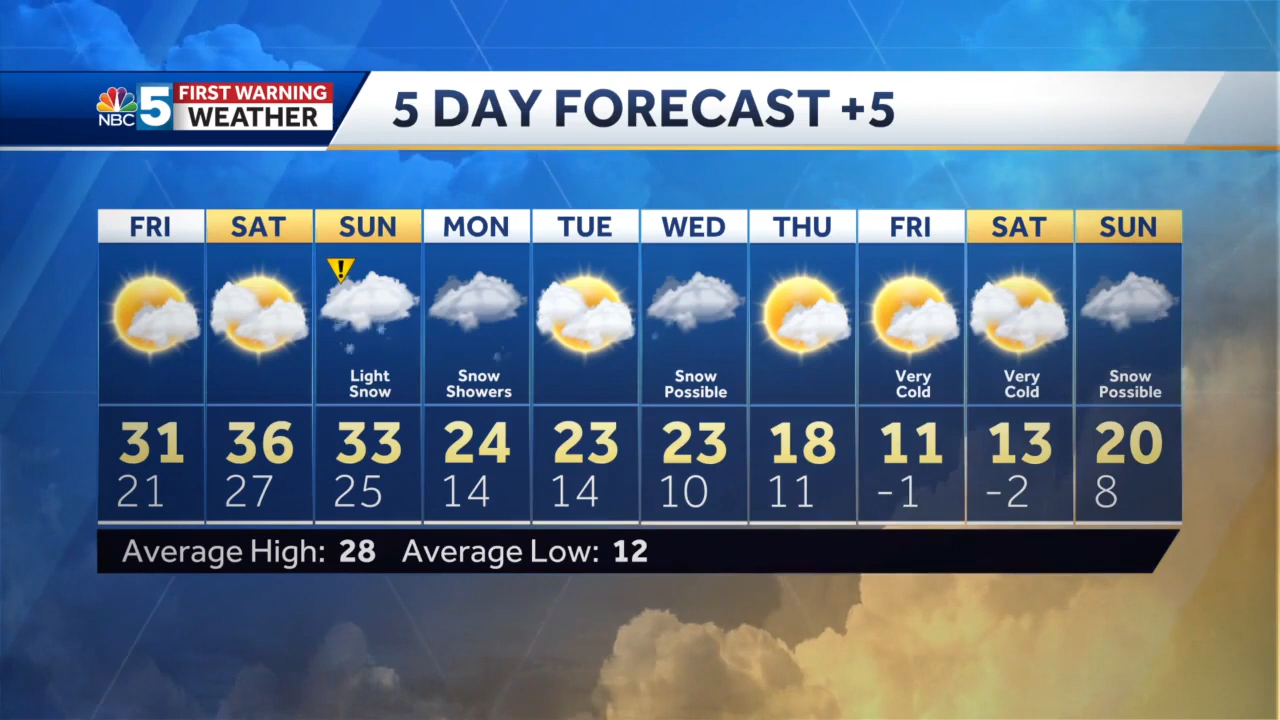 NBC 5 FIRST WARNING
WEATHER
5 DAY FORECAST +5
FRI SAT SUN MON TUE WED THU FRI SAT SUN
!
Light Snow Snow Very Very Snow
Snow Showers Possible Cold Cold Possible
31 36 33 24 23 23 18 11 13 20
21 27 25 14 14 10 11 -1 -2 8
Average High: 28 Average Low: 12